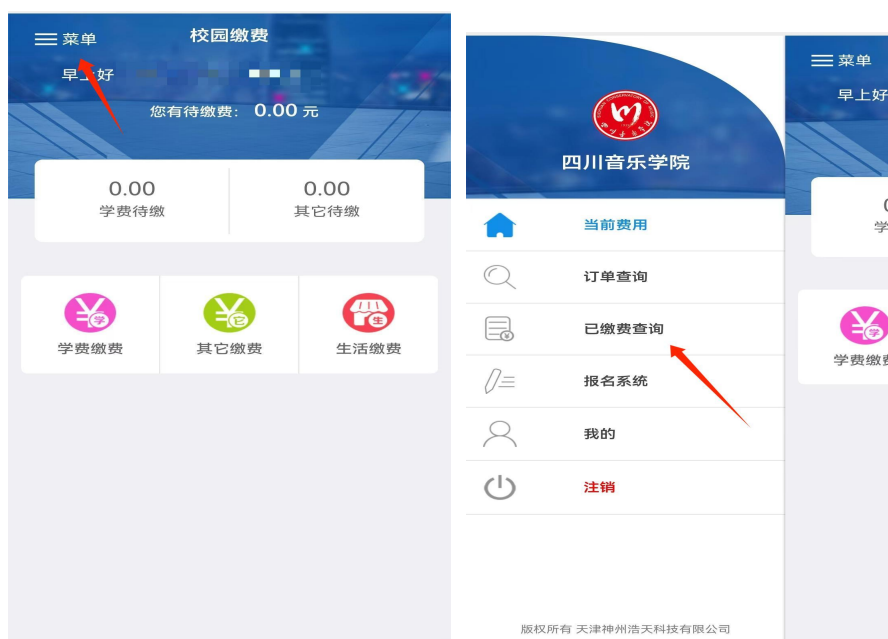 菜单
校园缴费
早上好
您有待缴费: 0.00 元
0.00
学费待缴
0.00
其它待缴
学费缴费
其它缴费
生活缴费
四川音乐学院
当前费用
订单查询
已缴费查询
报名系统
我的
注销
版权所有 天津神州浩天科技有限公司
菜单
早上好
学
学费缴费